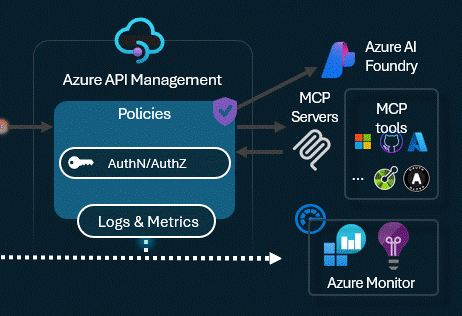 Azure API Management
Policies
AuthN/AuthZ
Logs & Metrics
Azure AI
Foundry
MCP
Servers
MCP
tools
...
Azure Monitor